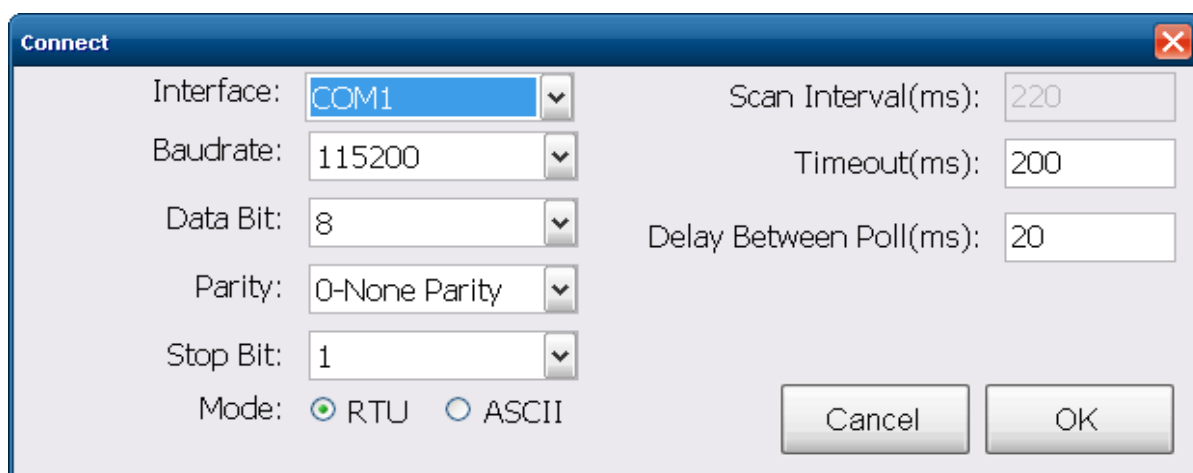 Connect
Interface: COM1
Baudrate: 115200
Data Bit: 8
Parity: 0-None Parity
Stop Bit: 1
Mode: RTU ASCII
Scan Interval(ms): 220
Timeout(ms): 200
Delay Between Poll(ms): 20
Cancel OK